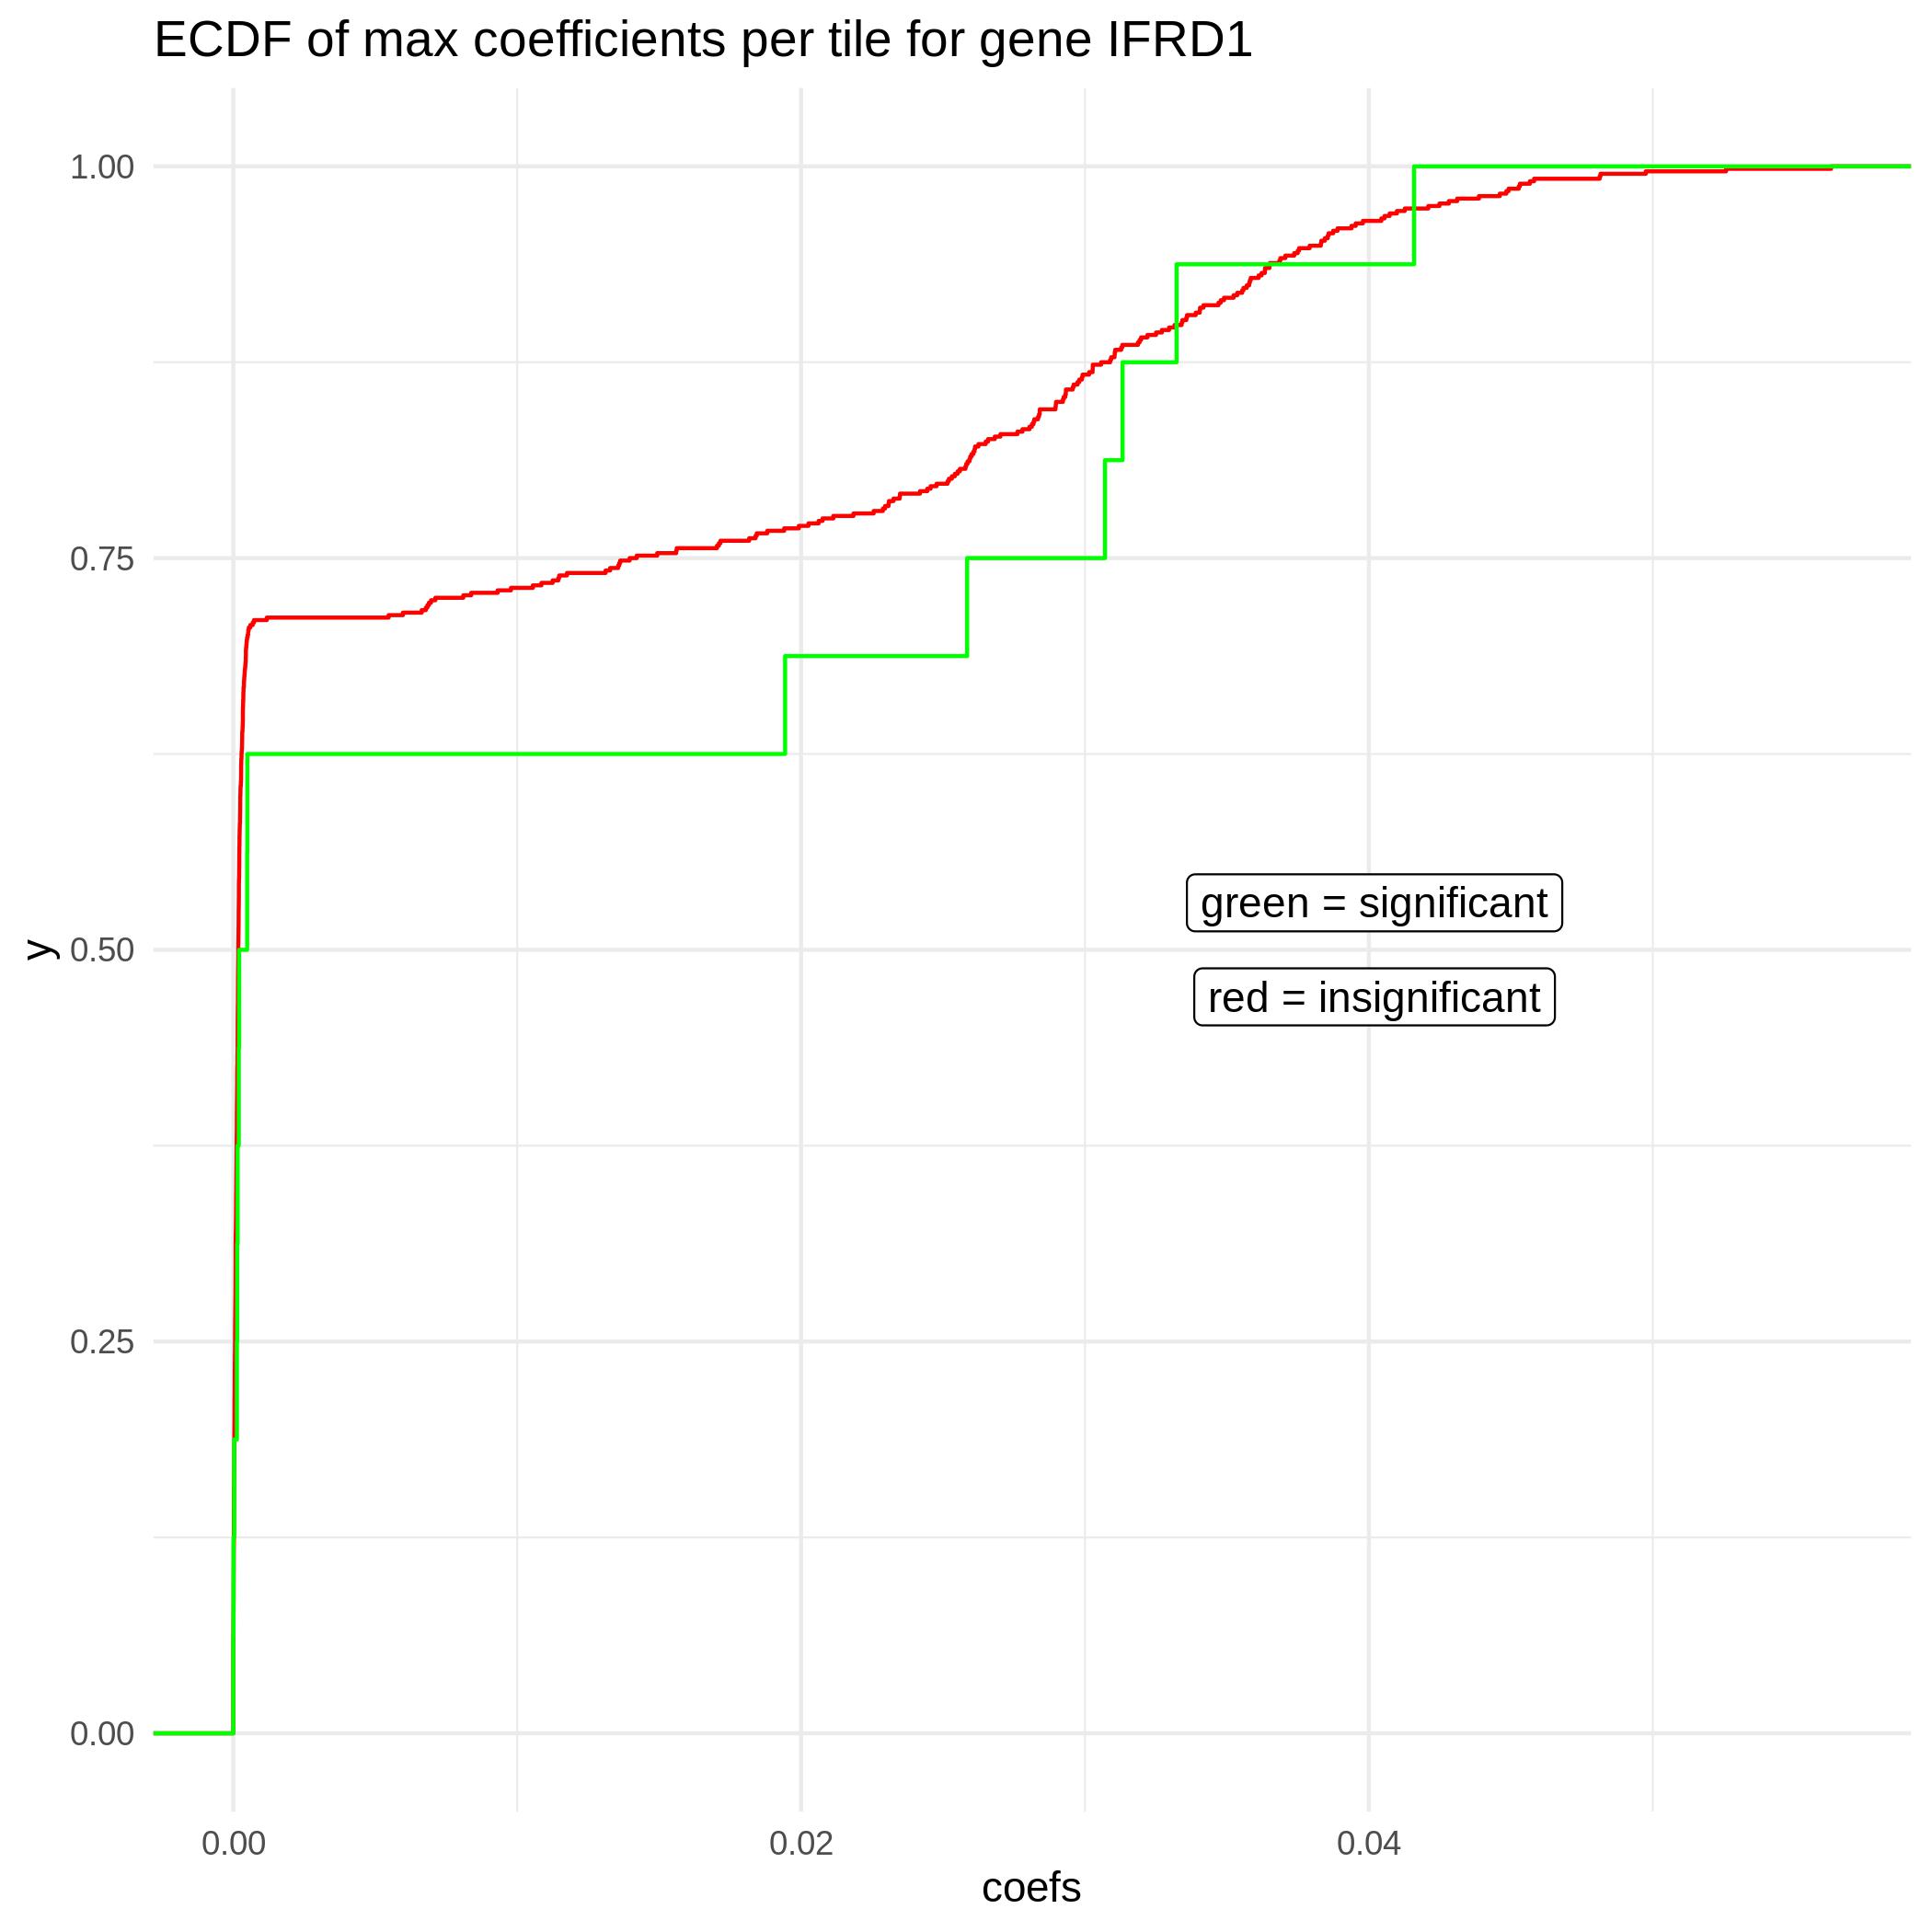 ECDF of max coefficients per tile for gene IFRD1
1.00
0.75
0.50
0.25
0.00
y
green = significant
red = insignificant
0.00 0.02 0.04
coefs